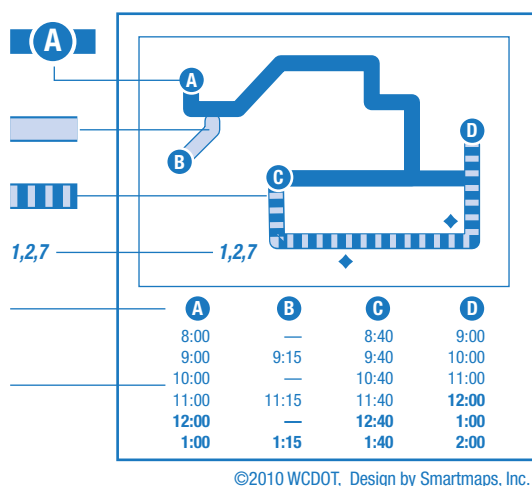 A
A
D
B
C
1,2,7 1,2,7
A B C D
8:00 — 8:40 9:00
9:00 9:15 9:40 10:00
10:00 — 10:40 11:00
11:00 11:15 11:40 12:00
12:00 — 12:40 1:00
1:00 1:15 1:40 2:00
©2010 WCDOT, Design by Smartmaps, Inc.